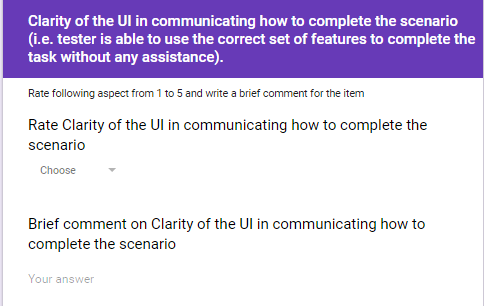 Clarity of the UI in communicating how to complete the scenario
(i.e. tester is able to use the correct set of features to complete the
task without any assistance).
Rate following aspect from 1 to 5 and write a brief comment for the item
Rate Clarity of the UI in communicating how to complete the
scenario
Choose
Brief comment on Clarity of the UI in communicating how to
complete the scenario
Your answer